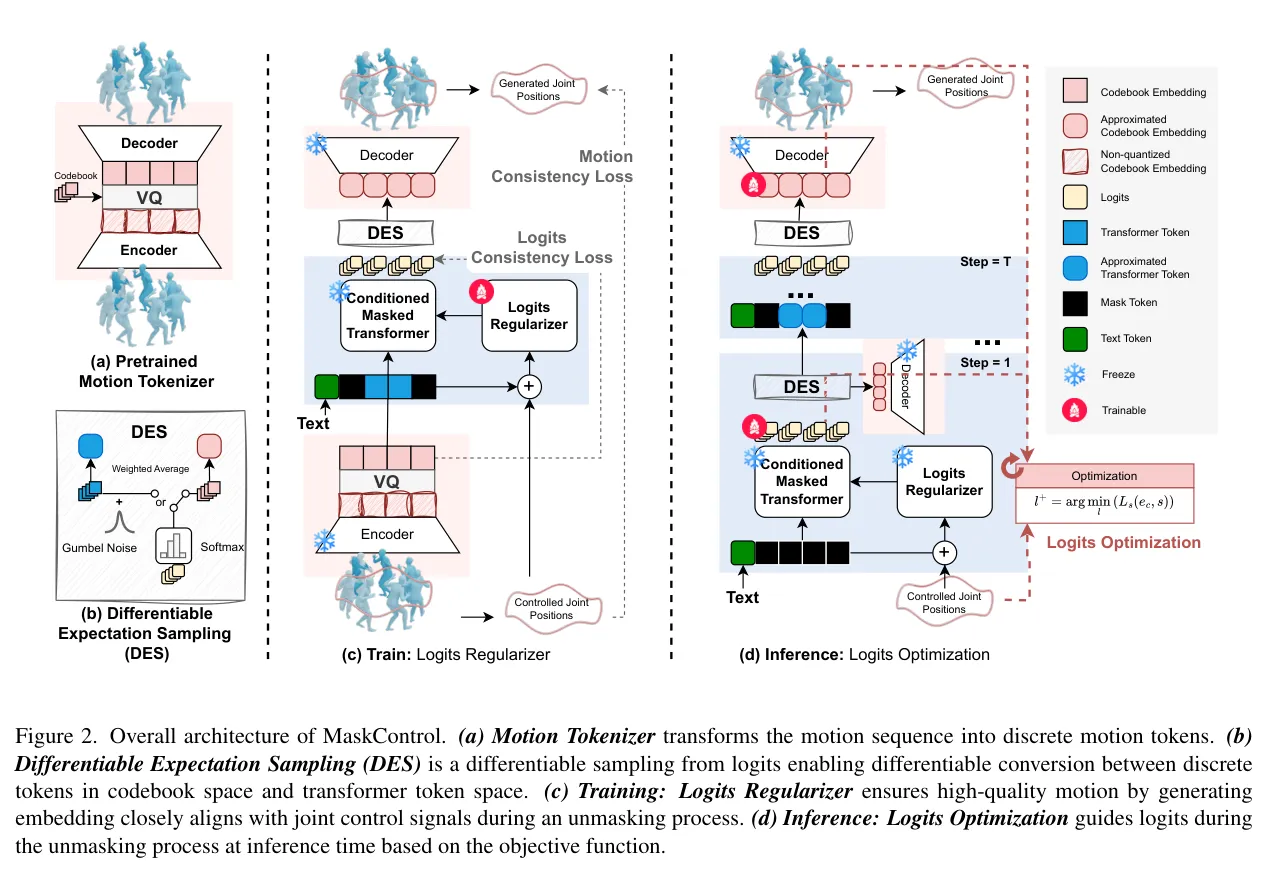 Decoder
Codebook
VQ
Encoder
(a) Pretrained
Motion Tokenizer
DES
Weighted Average
+
or
Gumbel Noise
Softmax
(b) Differentiable
Expectation Sampling
(DES)
Generated Joint
Positions
Decoder
Motion
Consistency Loss
DES
Logits
Consistency Loss
Conditioned
Masked
Transformer
Logits
Regularizer
+
Text
VQ
Encoder
Controlled Joint
Positions
(c) Train: Logits Regularizer
Generated Joint
Positions
Decoder
DES
Step = T
...
...
Step = 1
DES
Decoder
Conditioned
Masked
Transformer
Logits
Regularizer
+
Text
Controlled Joint
Positions
Optimization
l⁺ = arg min (Lₛ(e_c, s))
l
Logits Optimization
(d) Inference: Logits Optimization
Codebook Embedding
Approximated
Codebook Embedding
Non-quantized
Codebook Embedding
Logits
Transformer Token
Approximated
Transformer Token
Mask Token
Text Token
Freeze
Trainable
Figure 2. Overall architecture of MaskControl. (a) Motion Tokenizer transforms the motion sequence into discrete motion tokens. (b)
Differentiable Expectation Sampling (DES) is a differentiable sampling from logits enabling differentiable conversion between discrete
tokens in codebook space and transformer token space. (c) Training: Logits Regularizer ensures high-quality motion by generating
embedding closely aligns with joint control signals during an unmasking process. (d) Inference: Logits Optimization guides logits during
the unmasking process at inference time based on the objective function.